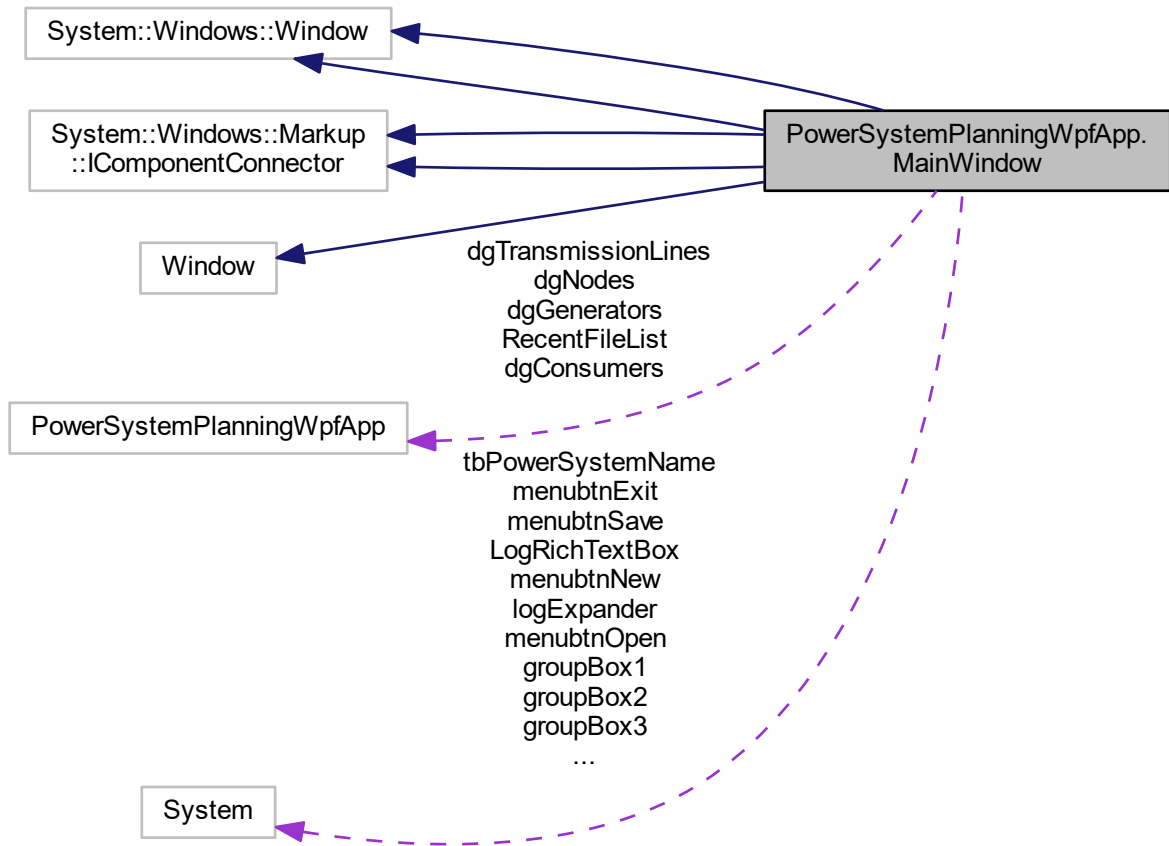 System::Windows::Window
System::Windows::Markup
::IComponentConnector
PowerSystemPlanningWpfApp.
MainWindow
Window
dgTransmissionLines
dgNodes
dgGenerators
RecentFileList
dgConsumers
PowerSystemPlanningWpfApp
tbPowerSystemName
menubtnExit
menubtnSave
LogRichTextBox
menubtnNew
logExpander
menubtnOpen
groupBox1
groupBox2
groupBox3
...
System